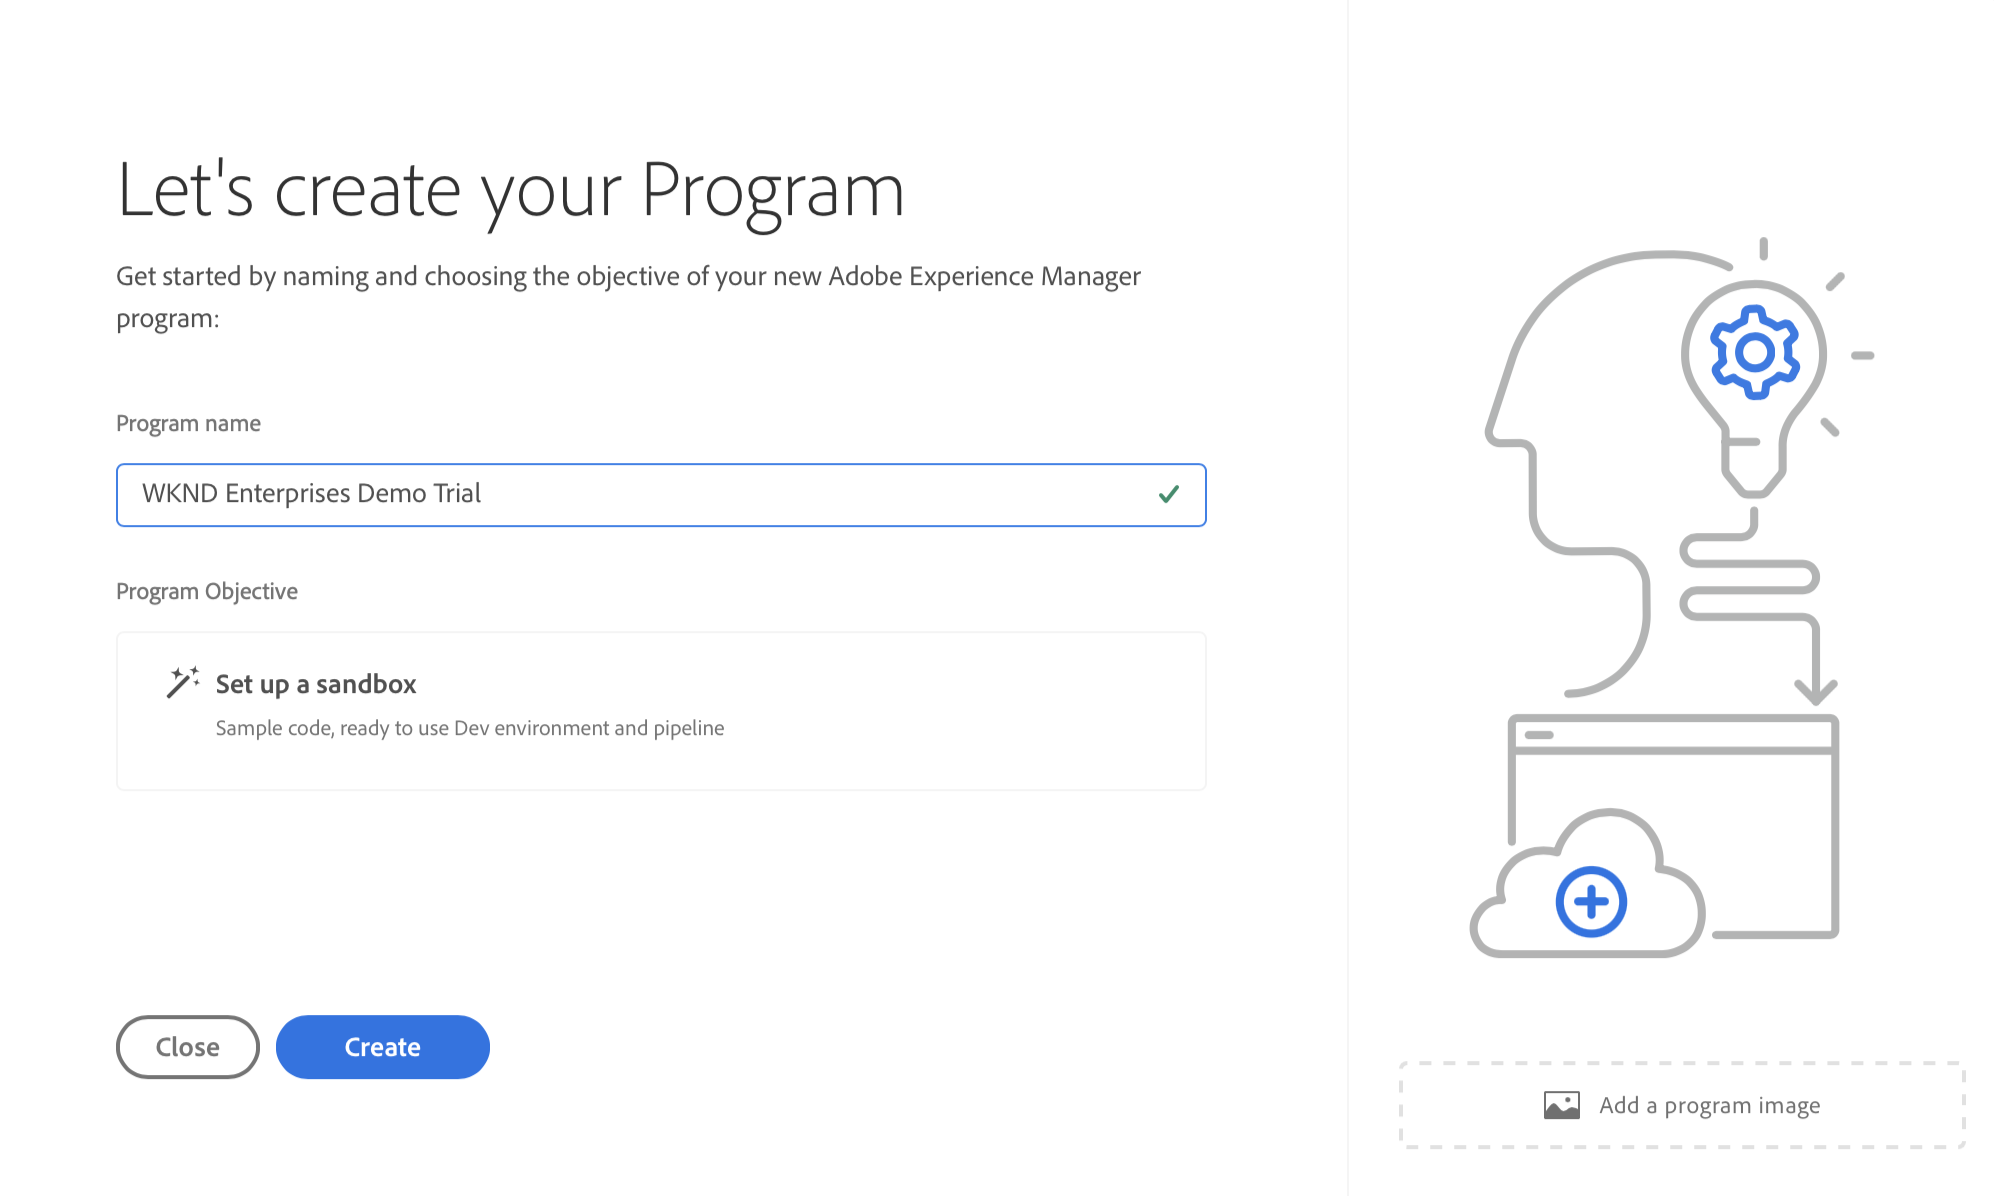 Let's create your Program
Get started by naming and choosing the objective of your new Adobe Experience Manager
program:
Program name
WKND Enterprises Demo Trial
Program Objective
Set up a sandbox
Sample code, ready to use Dev environment and pipeline
Close
Create
Add a program image